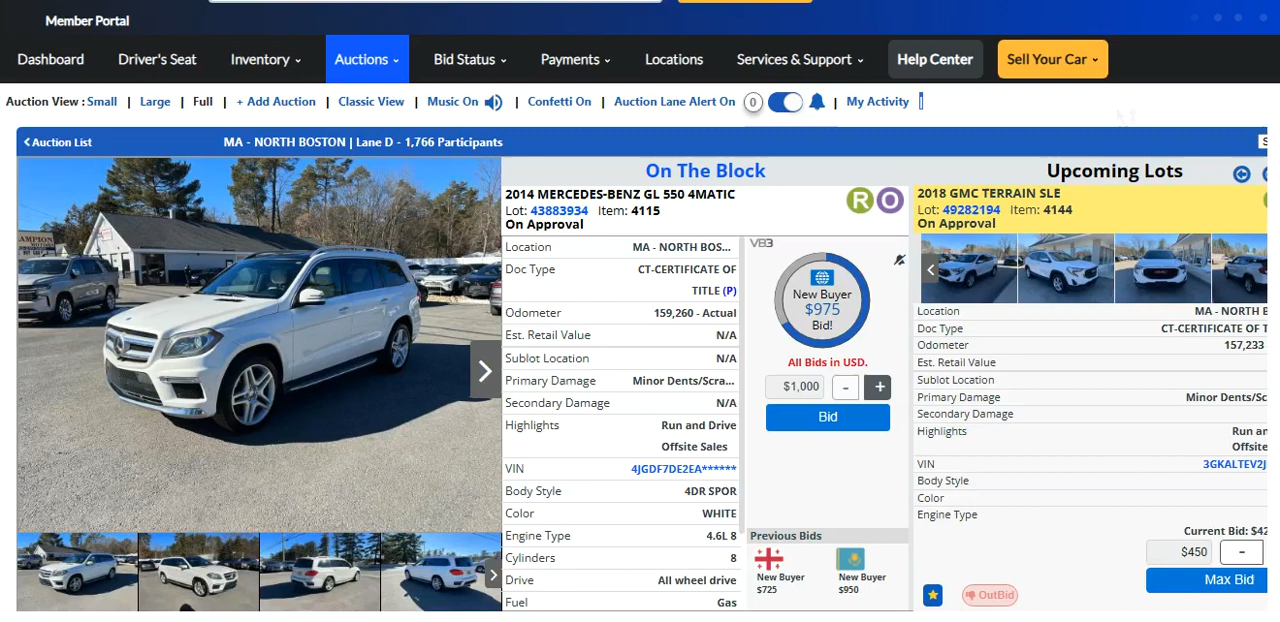 Member Portal
Dashboard Driver's Seat Inventory Auctions Bid Status Payments Locations Services & Support Help Center Sell Your Car
Auction View : Small | Large | Full | + Add Auction | Classic View | Music On | Confetti On | Auction Lane Alert On 0 | My Activity
Auction List MA - NORTH BOSTON | Lane D - 1,766 Participants
On The Block
2014 MERCEDES-BENZ GL 550 4MATIC
Lot: 43883934 Item: 4115
On Approval
R O
Location MA - NORTH BOS...
Doc Type CT-CERTIFICATE OF
TITLE (P)
Odometer 159,260 - Actual
Est. Retail Value N/A
Sublot Location N/A
Primary Damage Minor Dents/Scra...
Secondary Damage N/A
Highlights Run and Drive
Offsite Sales
VIN 4JGDF7DE2EA******
Body Style 4DR SPOR
Color WHITE
Engine Type 4.6L 8
Cylinders 8
Drive All wheel drive
Fuel Gas
VB3
New Buyer
$975
Bid!
All Bids in USD.
$1,000 - +
Bid
Previous Bids
New Buyer
$725
New Buyer
$950
Upcoming Lots
2018 GMC TERRAIN SLE
Lot: 49282194 Item: 4144
On Approval
Location MA - NORTH B
Doc Type CT-CERTIFICATE OF T
Odometer 157,233
Est. Retail Value
Sublot Location
Primary Damage Minor Dents/Sc
Secondary Damage
Highlights Run an
Offsite
VIN 3GKALTEV2J
Body Style
Color
Engine Type
Current Bid: $42
$450 -
Max Bid
OutBid